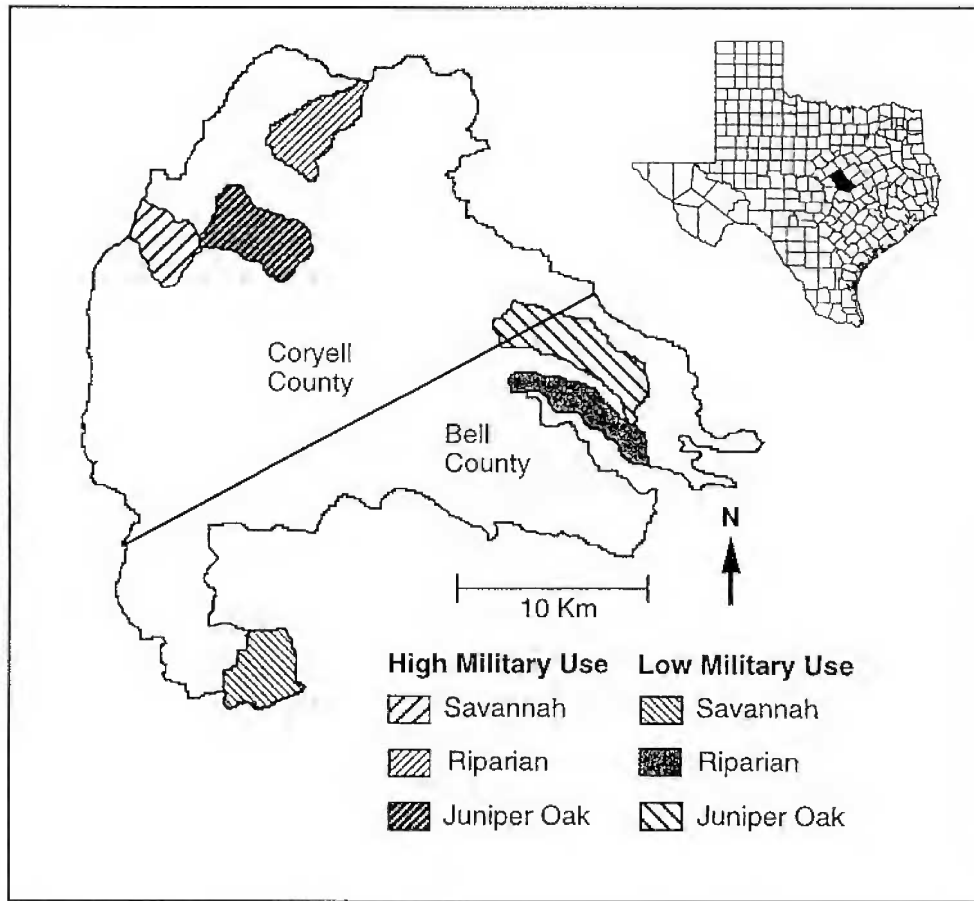 Coryell
County
Bell
County
N
10 Km
High Military Use
Low Military Use
Savannah
Savannah
Riparian
Riparian
Juniper Oak
Juniper Oak